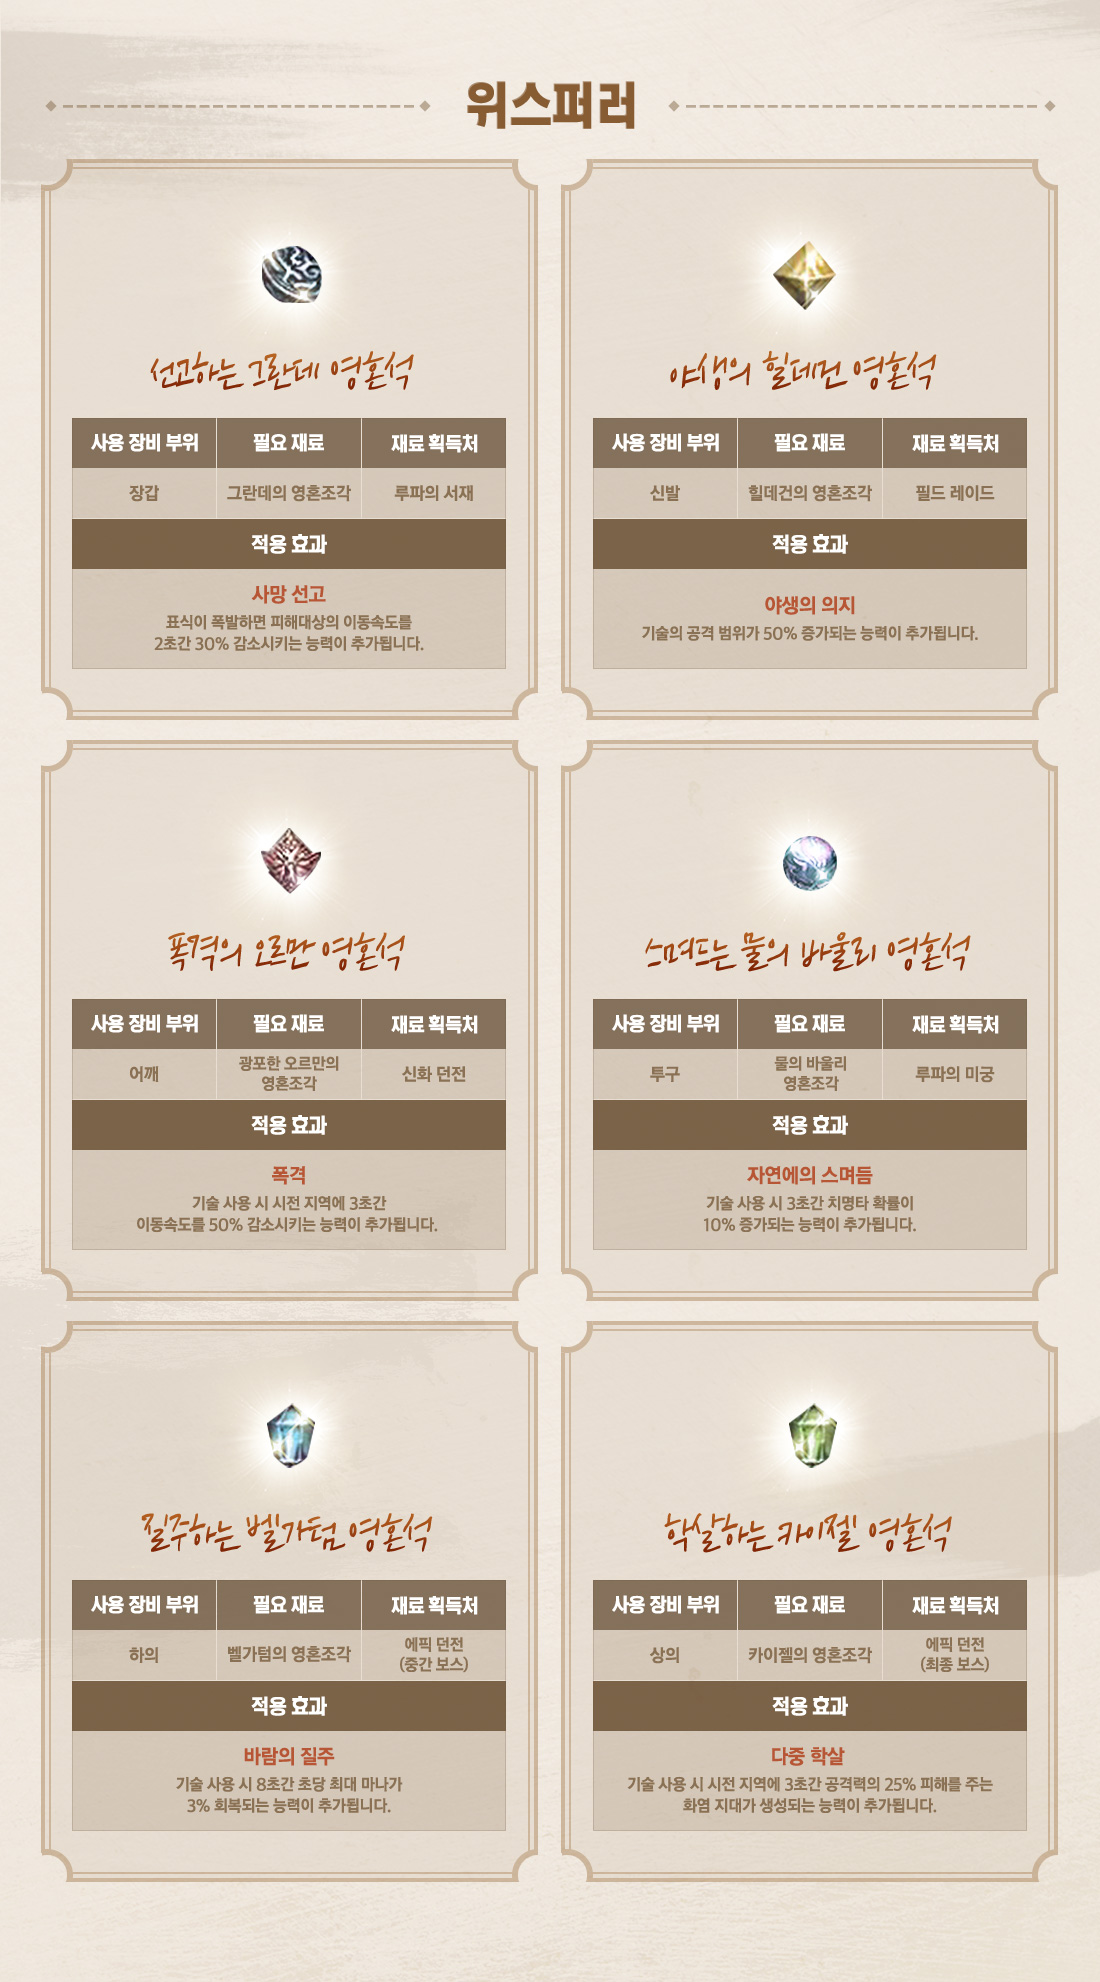 위스퍼러
선고하는 그란데 영혼석
사용 장비 부위 필요 재료 재료 획득처
장갑 그란데의 영혼조각 루파의 서재
적용 효과
사망 선고
표식이 폭발하면 피해대상의 이동속도를
2초간 30% 감소시키는 능력이 추가됩니다.
야생의 힐데건 영혼석
사용 장비 부위 필요 재료 재료 획득처
신발 힐데건의 영혼조각 필드 레이드
적용 효과
야생의 의지
기술의 공격 범위가 50% 증가되는 능력이 추가됩니다.
폭격의 오르만 영혼석
사용 장비 부위 필요 재료 재료 획득처
어깨 광포한 오르만의 영혼조각 신화 던전
적용 효과
폭격
기술 사용 시 시전 지역에 3초간
이동속도를 50% 감소시키는 능력이 추가됩니다.
스며드는 물의 바울리 영혼석
사용 장비 부위 필요 재료 재료 획득처
투구 물의 바울리 영혼조각 루파의 미궁
적용 효과
자연에의 스며듬
기술 사용 시 3초간 치명타 확률이
10% 증가되는 능력이 추가됩니다.
질주하는 벨가텀 영혼석
사용 장비 부위 필요 재료 재료 획득처
하의 벨가텀의 영혼조각 에픽 던전 (중간 보스)
적용 효과
바람의 질주
기술 사용 시 8초간 초당 최대 마나가
3% 회복되는 능력이 추가됩니다.
학살하는 카이젤 영혼석
사용 장비 부위 필요 재료 재료 획득처
상의 카이젤의 영혼조각 에픽 던전 (최종 보스)
적용 효과
다중 학살
기술 사용 시 시전 지역에 3초간 공격력의 25% 피해를 주는
화염 지대가 생성되는 능력이 추가됩니다.